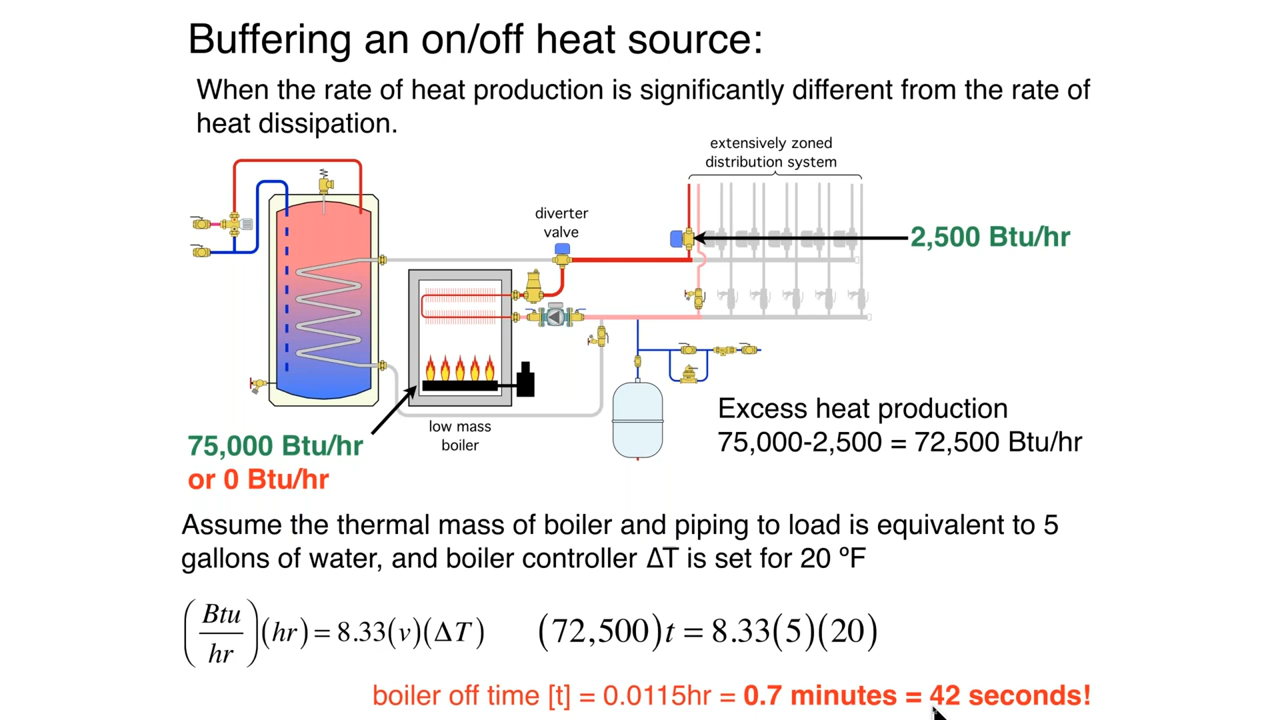 Buffering an on/off heat source:
When the rate of heat production is significantly different from the rate of
heat dissipation.
extensively zoned
distribution system
diverter
valve
2,500 Btu/hr
low mass
boiler
75,000 Btu/hr
or 0 Btu/hr
Excess heat production
75,000-2,500 = 72,500 Btu/hr
Assume the thermal mass of boiler and piping to load is equivalent to 5
gallons of water, and boiler controller ΔT is set for 20 ºF
(Btu/hr)(hr) = 8.33(v)(ΔT) (72,500)t = 8.33(5)(20)
boiler off time [t] = 0.0115hr = 0.7 minutes = 42 seconds!